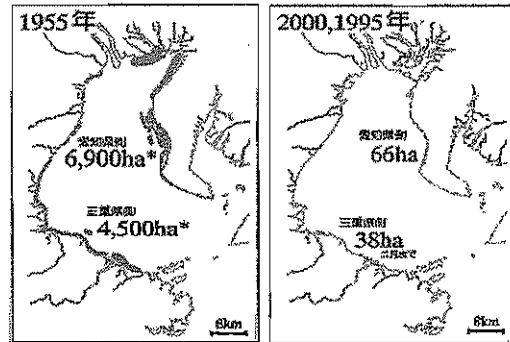 1955年
愛知県側
6,900ha*
三重県側
4,500ha*
6km
2000,1995年
愛知県側
66ha
三重県側
38ha
6km